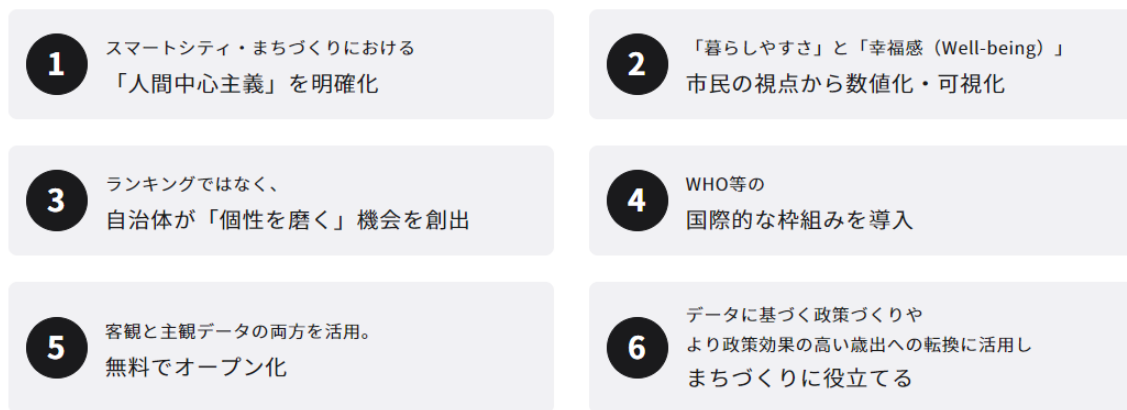 1
スマートシティ・まちづくりにおける
「人間中心主義」を明確化
2
「暮らしやすさ」と「幸福感（Well-being）」
市民の視点から数値化・可視化
3
ランキングではなく、
自治体が「個性を磨く」機会を創出
4
WHO等の
国際的な枠組みを導入
5
客観と主観データの両方を活用。
無料でオープン化
6
データに基づく政策づくりや
より政策効果の高い歳出への転換に活用し
まちづくりに役立てる